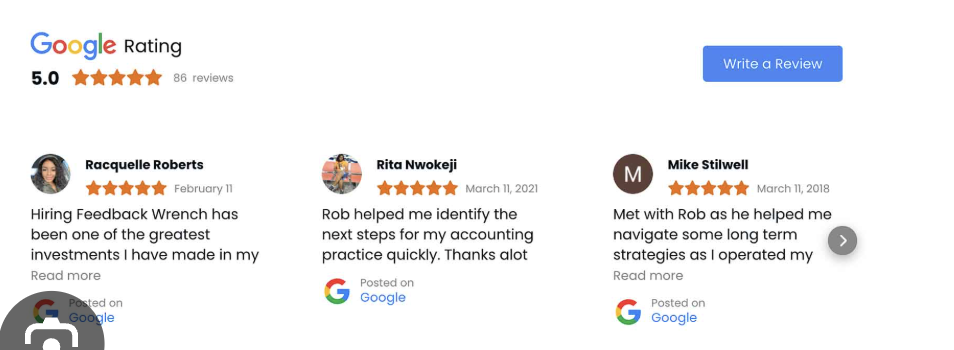 Google Rating
5.0 86 reviews
Write a Review
Racquelle Roberts
February 11
Hiring Feedback Wrench has
been one of the greatest
investments I have made in my
Read more
Posted on
Google
Rita Nwokeji
March 11, 2021
Rob helped me identify the
next steps for my accounting
practice quickly. Thanks alot
Posted on
Google
M
Mike Stilwell
March 11, 2018
Met with Rob as he helped me
navigate some long term
strategies as I operated my
Read more
Posted on
Google